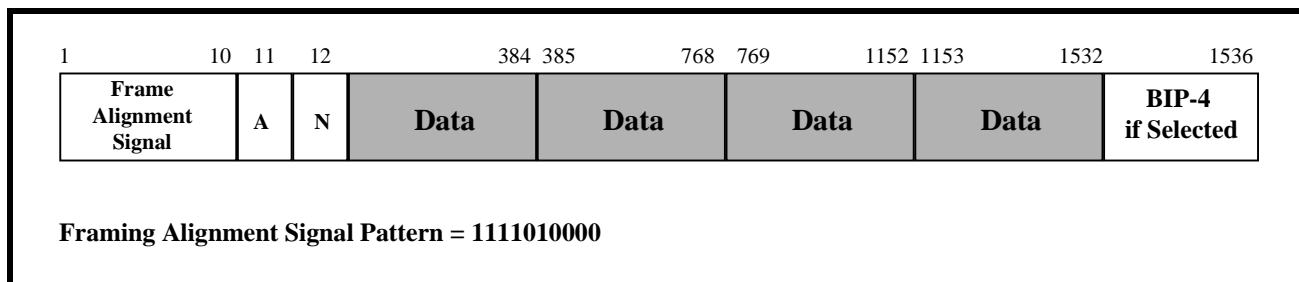 1 10 11 12 384 385 768 769 1152 1153 1532 1536
Frame
Alignment
Signal
A
N
Data
Data
Data
Data
BIP-4
if Selected
Framing Alignment Signal Pattern = 1111010000